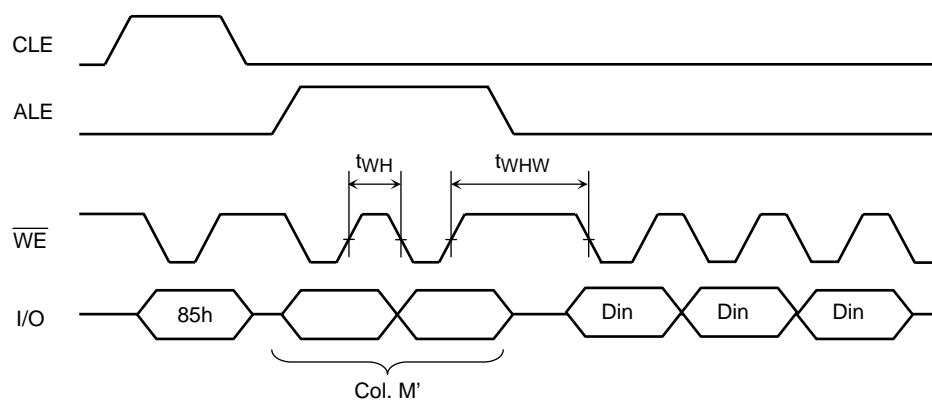 CLE
ALE
tWH
tWHW
WE
I/O
85h
Din
Din
Din
Col. M'